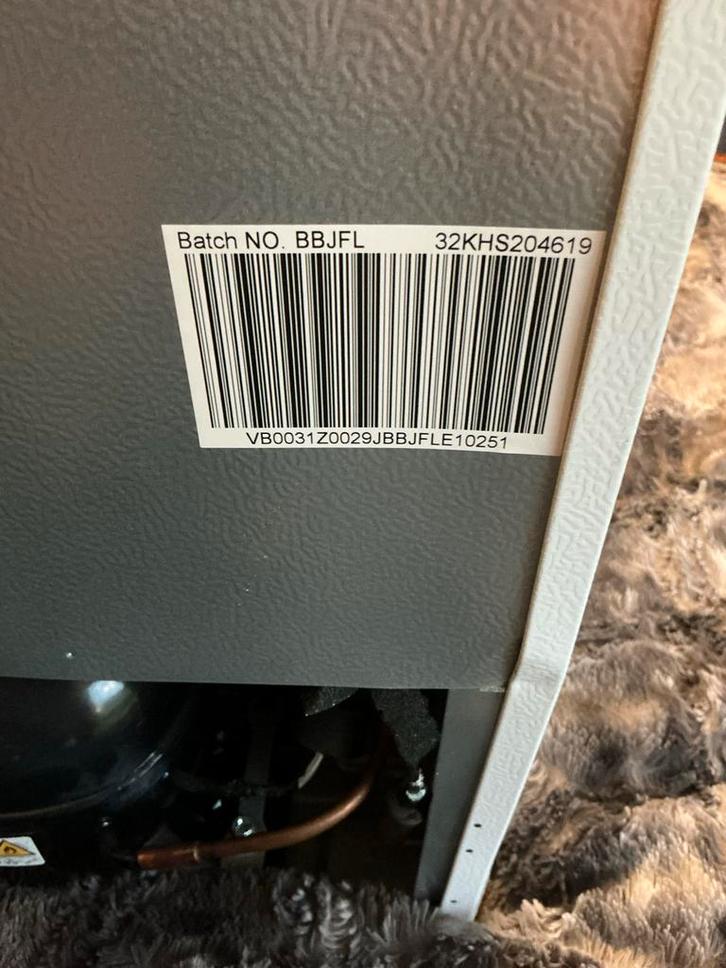 Batch NO. BBJFL 32KHS204619
VB0031Z0029JBBJFLE10251